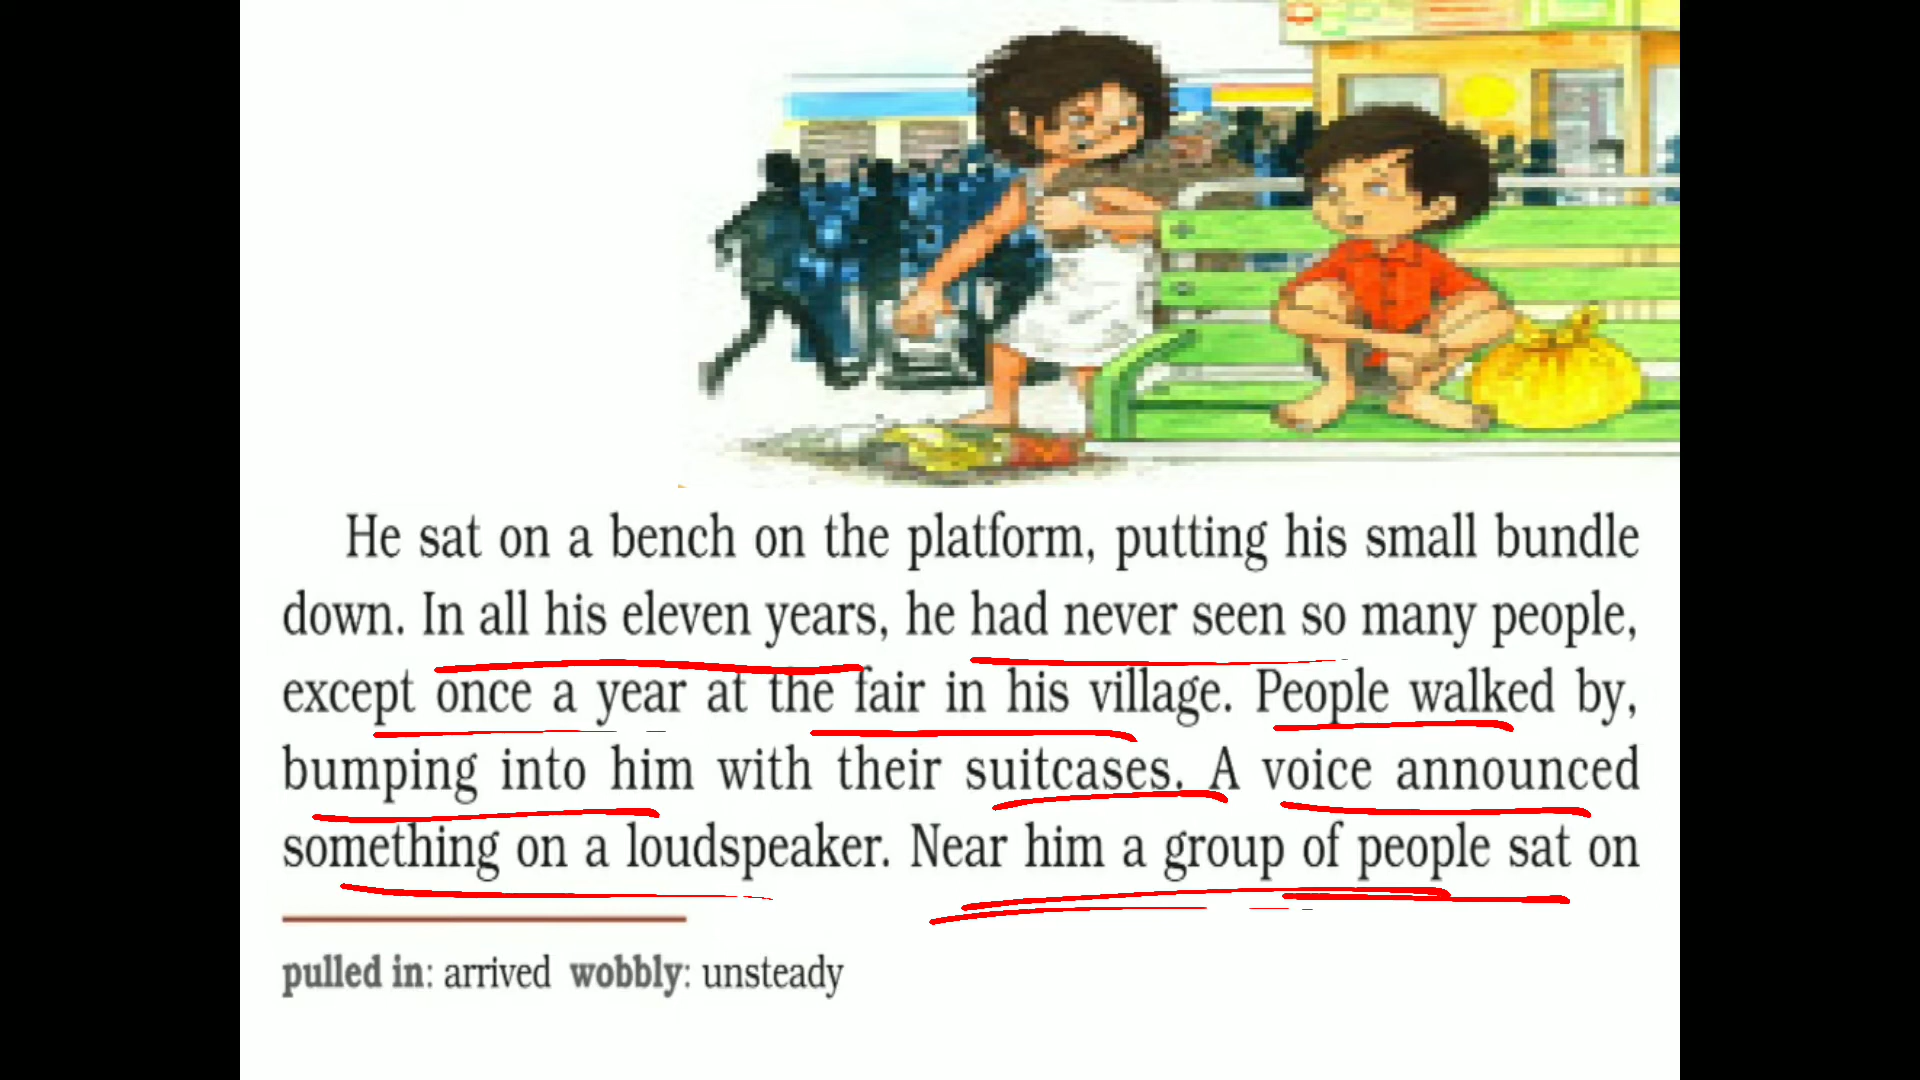 He sat on a bench on the platform, putting his small bundle
down. In all his eleven years, he had never seen so many people,
except once a year at the fair in his village. People walked by,
bumping into him with their suitcases. A voice announced
something on a loudspeaker. Near him a group of people sat on
pulled in: arrived wobbly: unsteady